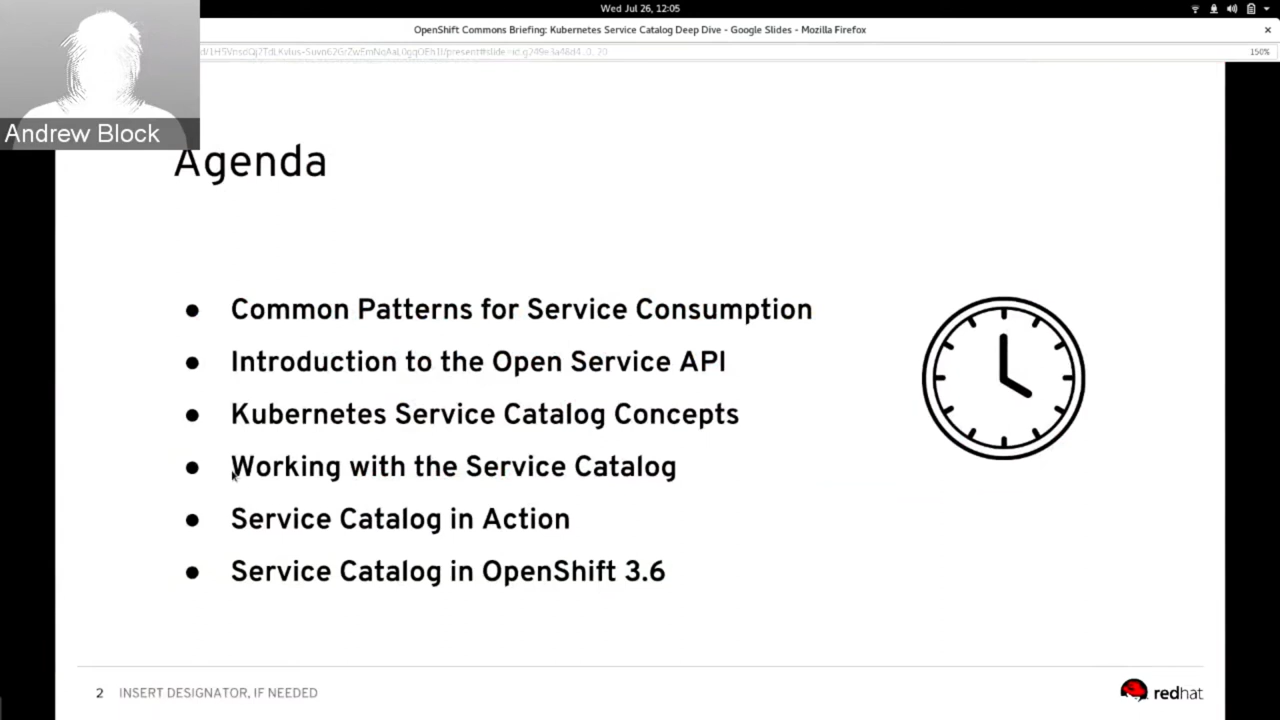 Wed Jul 26, 12:05
OpenShift Commons Briefing: Kubernetes Service Catalog Deep Dive - Google Slides - Mozilla Firefox
150%
Andrew Block
Agenda
● Common Patterns for Service Consumption
● Introduction to the Open Service API
● Kubernetes Service Catalog Concepts
● Working with the Service Catalog
● Service Catalog in Action
● Service Catalog in OpenShift 3.6
2 INSERT DESIGNATOR, IF NEEDED
redhat